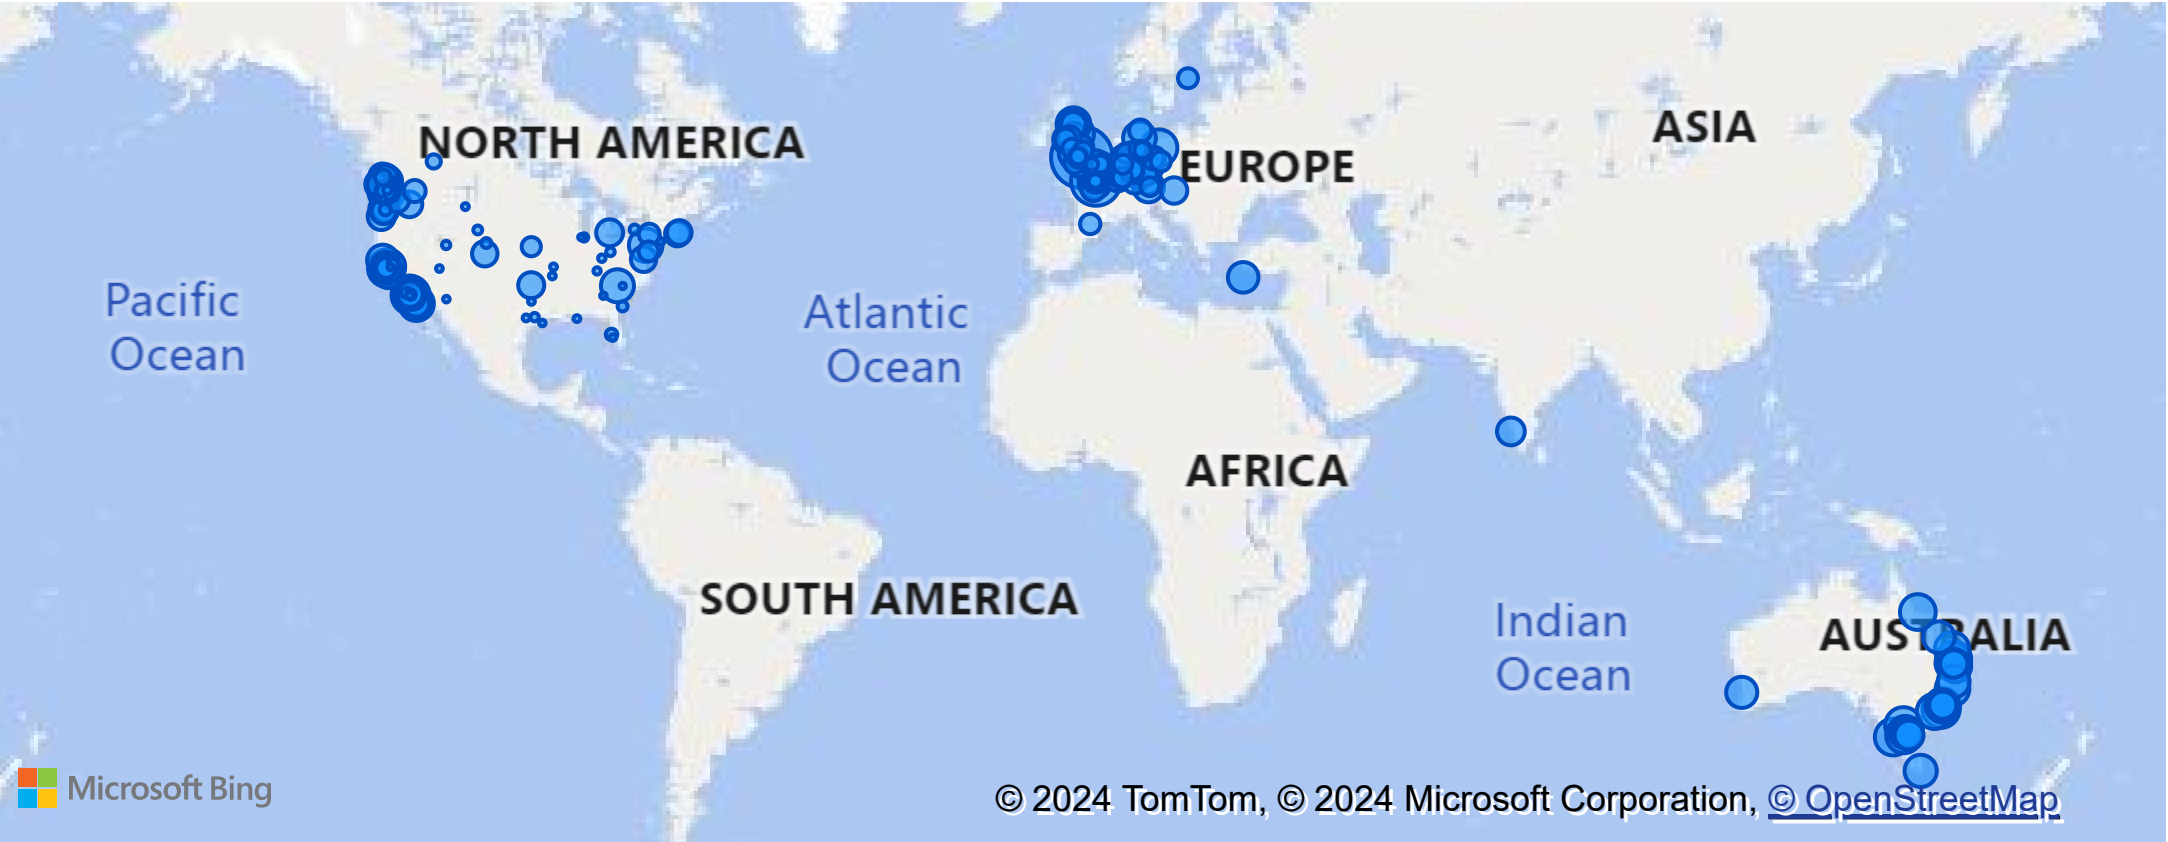 NORTH AMERICA
ASIA
EUROPE
Pacific
Ocean
Atlantic
Ocean
AFRICA
SOUTH AMERICA
Indian
Ocean
AUSTRALIA
Microsoft Bing
© 2024 TomTom, © 2024 Microsoft Corporation, © OpenStreetMap